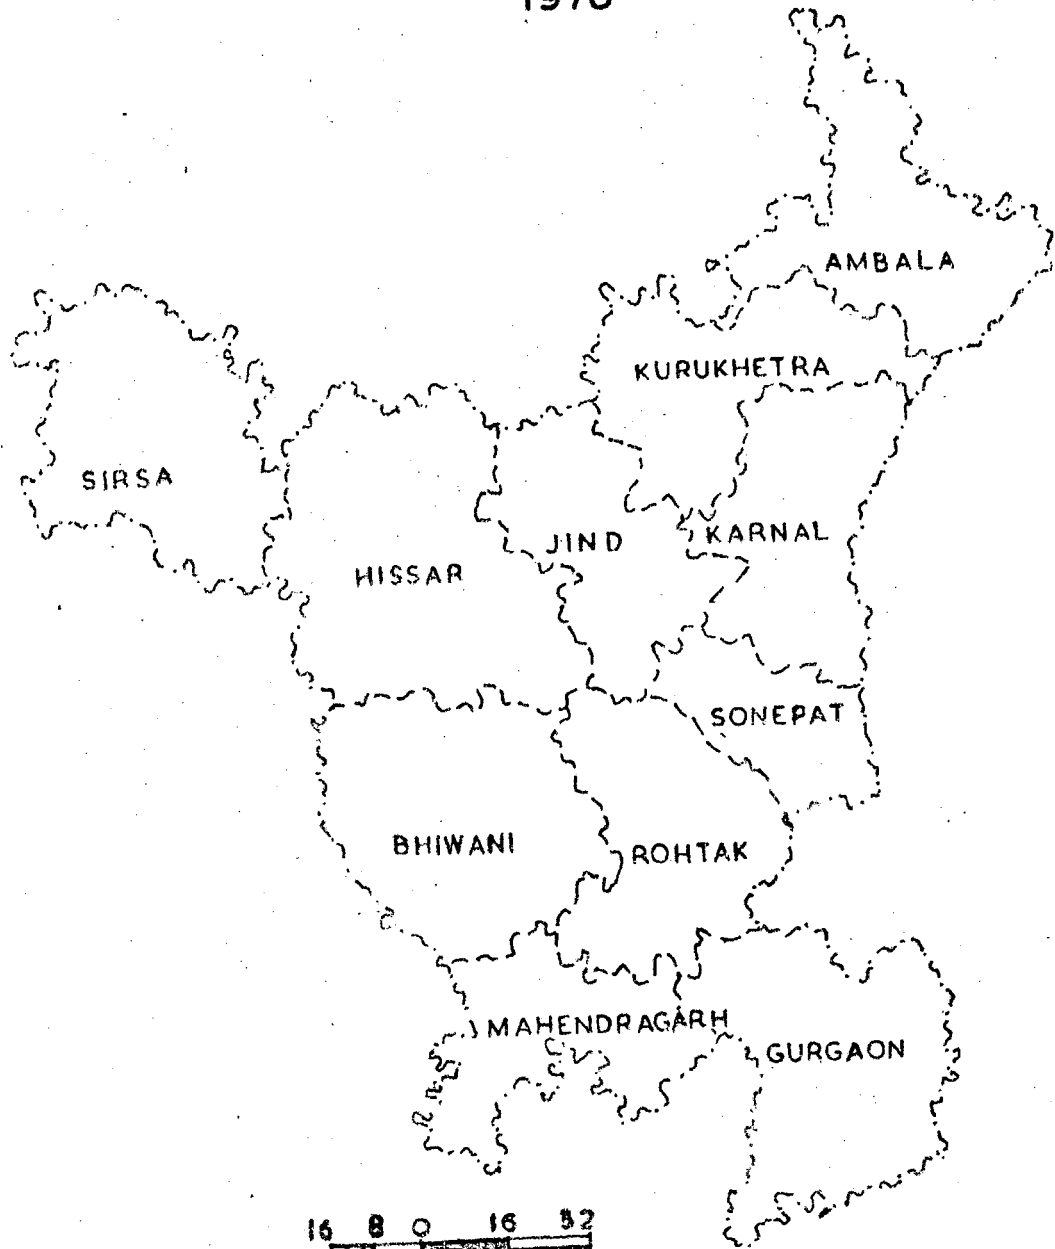 AMBALA
KURUKHETRA
SIRSA
KARNAL
JIND
HISSAR
SONEPAT
BHIWANI
ROHTAK
MAHENDRAGARH
GURGAON
16 8 0 16 32